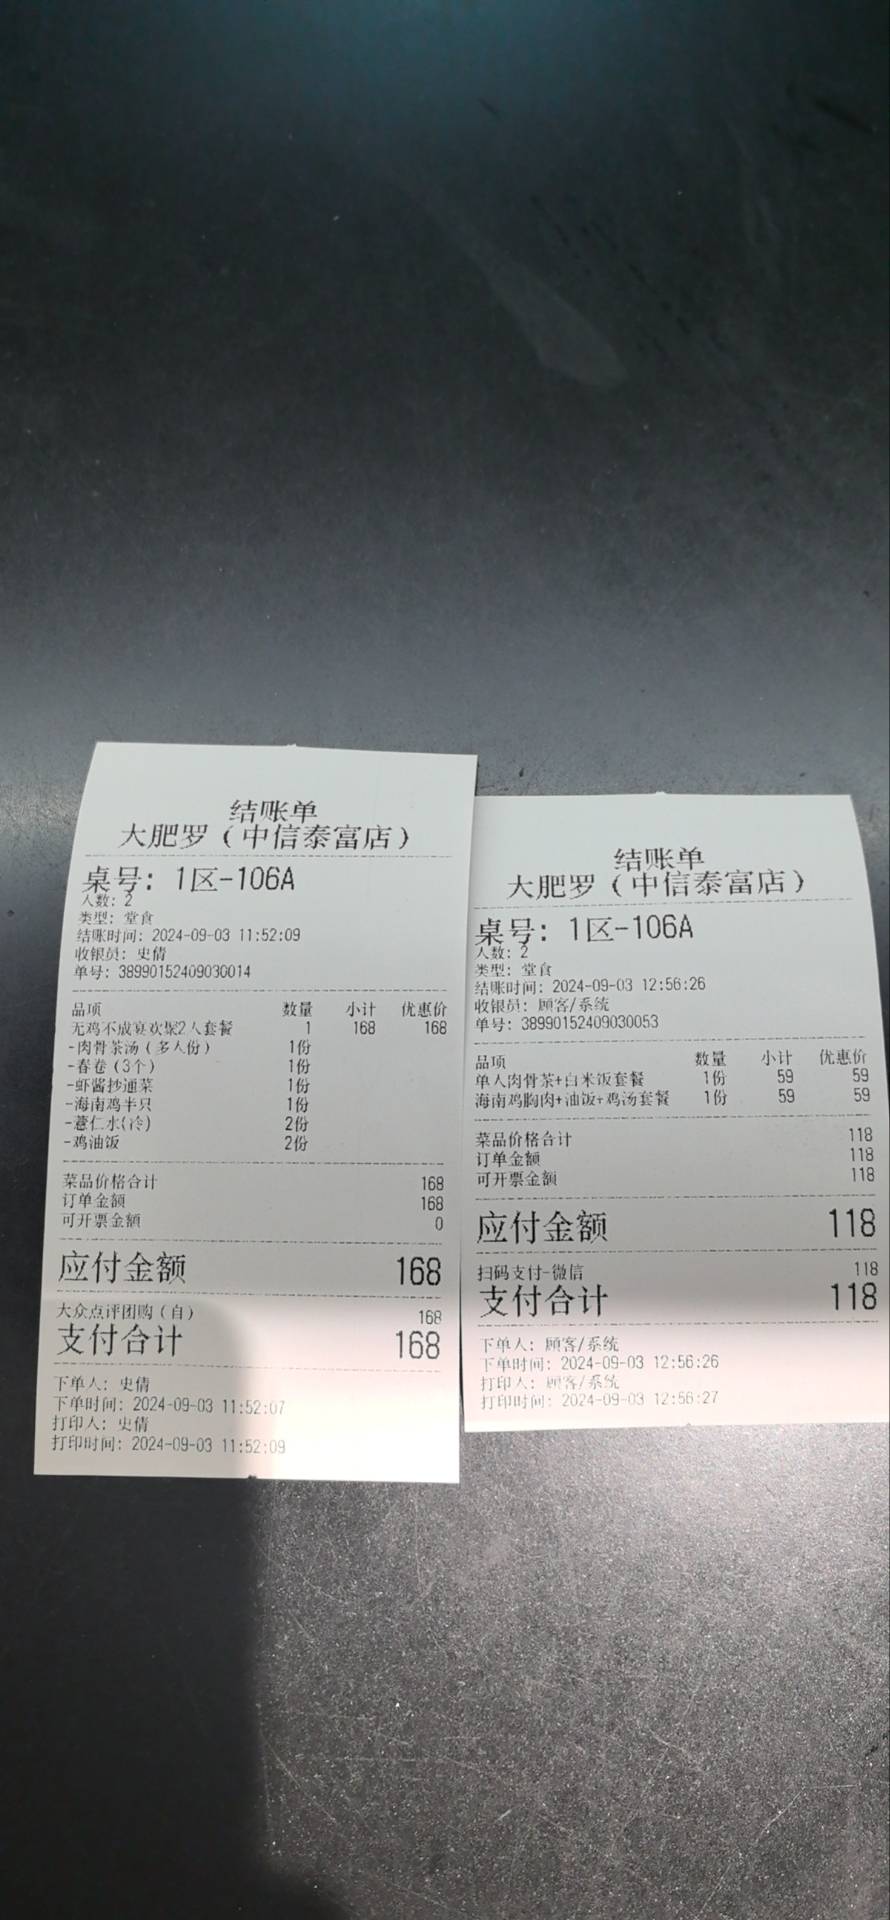 结账单
大肥罗（中信泰富店）
桌号：1区-106A
人数：2
类型：堂食
结账时间：2024-09-03 11:52:09
收银员：史倩
单号：38990152409030014
品项 数量 小计 优惠价
无鸡不成宴欢聚2人套餐 1 168 168
-肉骨茶汤（多人份） 1份
-春卷（3个） 1份
-虾酱抄通菜 1份
-海南鸡半只 1份
-薏仁水(冷) 2份
-鸡油饭 2份
菜品价格合计 168
订单金额 168
可开票金额 0
应付金额 168
大众点评团购（自） 168
支付合计 168
下单人：史倩
下单时间：2024-09-03 11:52:07
打印人：史倩
打印时间：2024-09-03 11:52:09
结账单
大肥罗（中信泰富店）
桌号：1区-106A
人数：2
类型：堂食
结账时间：2024-09-03 12:56:26
收银员：顾客/系统
单号：38990152409030053
品项 数量 小计 优惠价
单人肉骨茶+白米饭套餐 1份 59 59
海南鸡胸肉+油饭+鸡汤套餐 1份 59 59
菜品价格合计 118
订单金额 118
可开票金额 118
应付金额 118
扫码支付-微信 118
支付合计 118
下单人：顾客/系统
下单时间：2024-09-03 12:56:26
打印人：顾客/系统
打印时间：2024-09-03 12:56:27